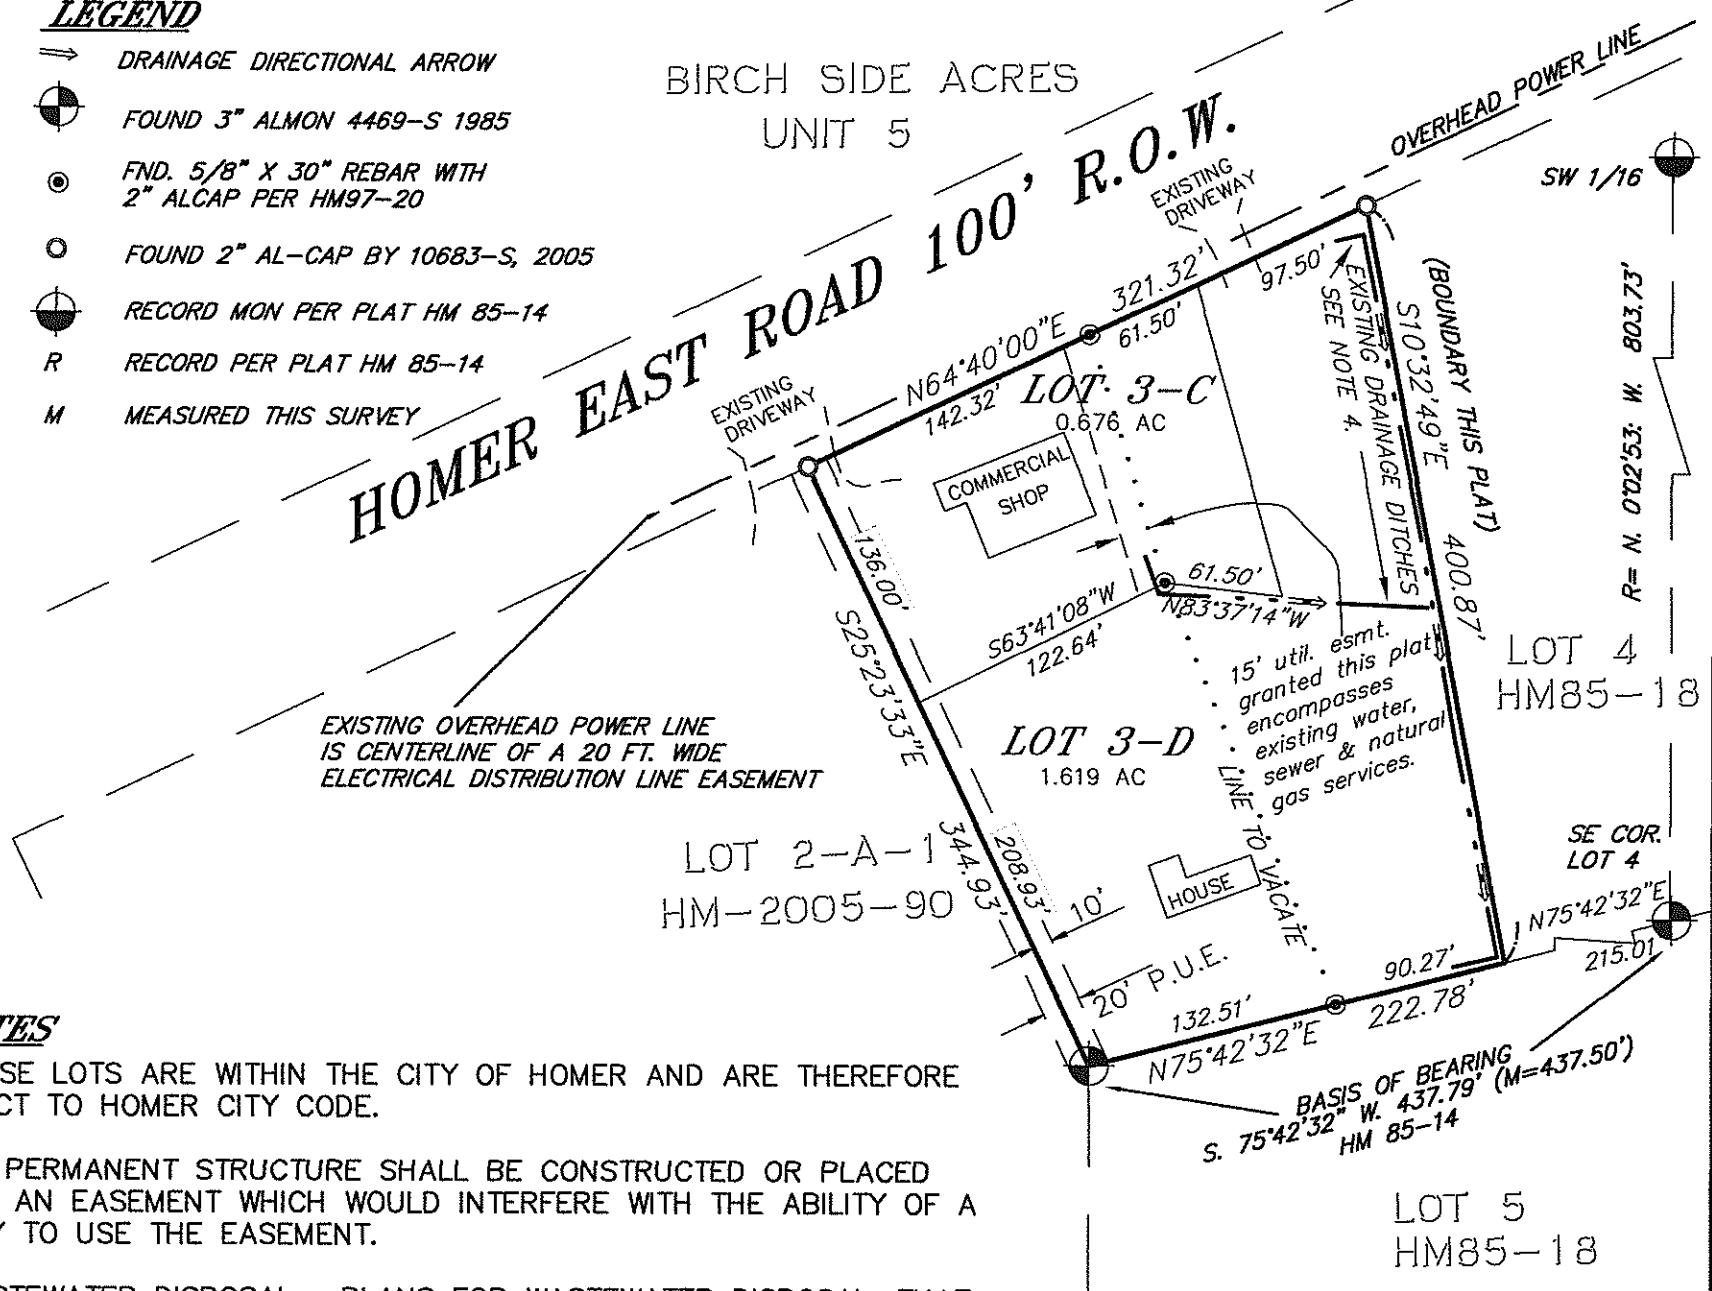 LEGEND
DRAINAGE DIRECTIONAL ARROW
FOUND 3" ALMON 4469-S 1985
FND. 5/8" X 30" REBAR WITH
2" ALCAP PER HM97-20
FOUND 2" AL-CAP BY 10683-S, 2005
RECORD MON PER PLAT HM 85-14
R RECORD PER PLAT HM 85-14
M MEASURED THIS SURVEY
BIRCH SIDE ACRES
UNIT 5
HOMER EAST ROAD 100' R.O.W.
OVERHEAD POWER LINE
SW 1/16
EXISTING
DRIVEWAY
EXISTING
DRIVEWAY
321.32'
97.50'
61.50'
N64°40'00"E
142.32'
LOT 3-C
0.676 AC
COMMERCIAL
SHOP
EXISTING DRAINAGE DITCHES
SEE NOTE 4.
(BOUNDARY THIS PLAT)
S10°32'49"E 400.87'
R= N. 0°02'53: W. 803.73'
136.00'
S25°23'33"E
344.93'
208.93'
S63°41'08"W
122.64'
61.50'
N83°37'14"W
15' util. esmt.
granted this plat
encompasses
existing water,
existing sewer & natural
gas services.
LOT 4
HM85-18
EXISTING OVERHEAD POWER LINE
IS CENTERLINE OF A 20 FT. WIDE
ELECTRICAL DISTRIBUTION LINE EASEMENT
LOT 3-D
1.619 AC
LINE TO VACATE
HOUSE
LOT 2-A-1
HM-2005-90
10'
20' P.U.E.
SE COR.
LOT 4
N75°42'32"E
215.01
90.27'
222.78'
132.51'
N75°42'32"E
BASIS OF BEARING
S. 75°42'32" W. 437.79' (M=437.50')
HM 85-14
LOT 5
HM85-18
TES
SE LOTS ARE WITHIN THE CITY OF HOMER AND ARE THEREFORE
CT TO HOMER CITY CODE.
PERMANENT STRUCTURE SHALL BE CONSTRUCTED OR PLACED
AN EASEMENT WHICH WOULD INTERFERE WITH THE ABILITY OF A
Y TO USE THE EASEMENT.
STEWATER DISPOSAL PLANS FOR WASTEWATER DISPOSAL THAT